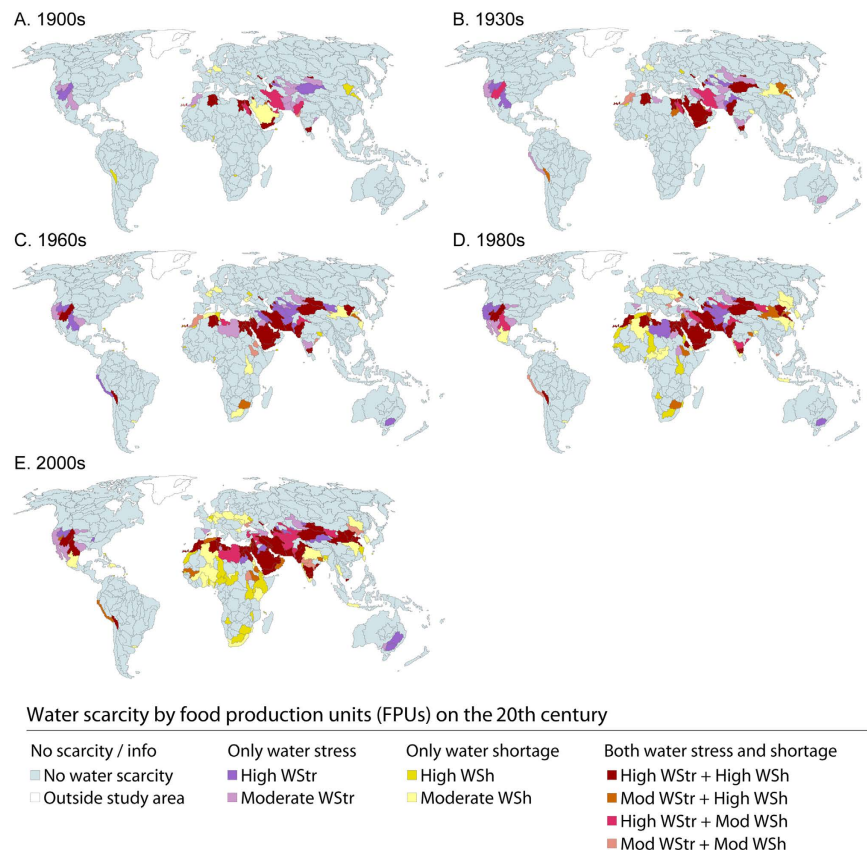 A. 1900s
B. 1930s
C. 1960s
D. 1980s
E. 2000s
Water scarcity by food production units (FPUs) on the 20th century
No scarcity / info
No water scarcity
Outside study area
Only water stress
High WStr
Moderate WStr
Only water shortage
High WSh
Moderate WSh
Both water stress and shortage
High WStr + High WSh
Mod WStr + High WSh
High WStr + Mod WSh
Mod WStr + Mod WSh